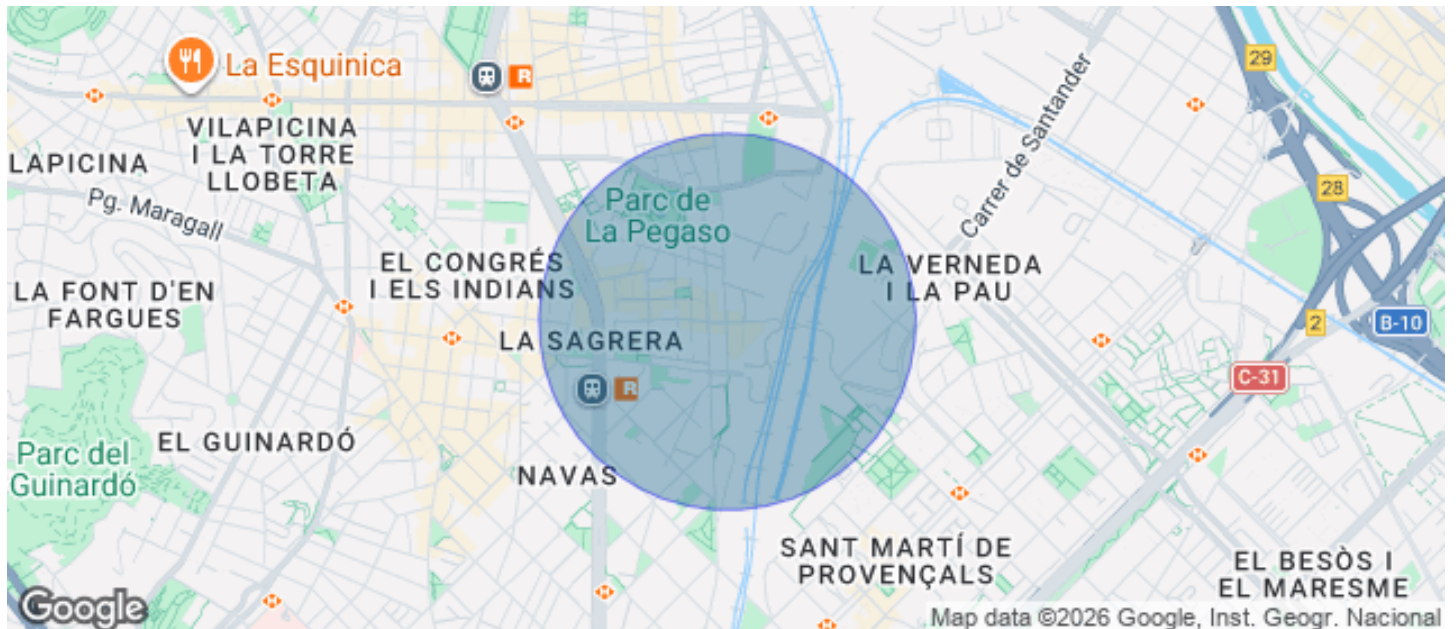 La Esquinica
R
29
VILAPICINA
I LA TORRE
LLOBETA
LAPICINA
Pg. Maragall
Carrer de Santander
28
Parc de
La Pegaso
EL CONGRÉS
I ELS INDIANS
LA VERNEDA
I LA PAU
LA FONT D'EN
FARGUES
2
B-10
LA SAGRERA
C-31
R
EL GUINARDÓ
Parc del
Guinardó
NAVAS
SANT MARTÍ DE
PROVENÇALS
EL BESÒS I
EL MARESME
Google
Map data ©2026 Google, Inst. Geogr. Nacional